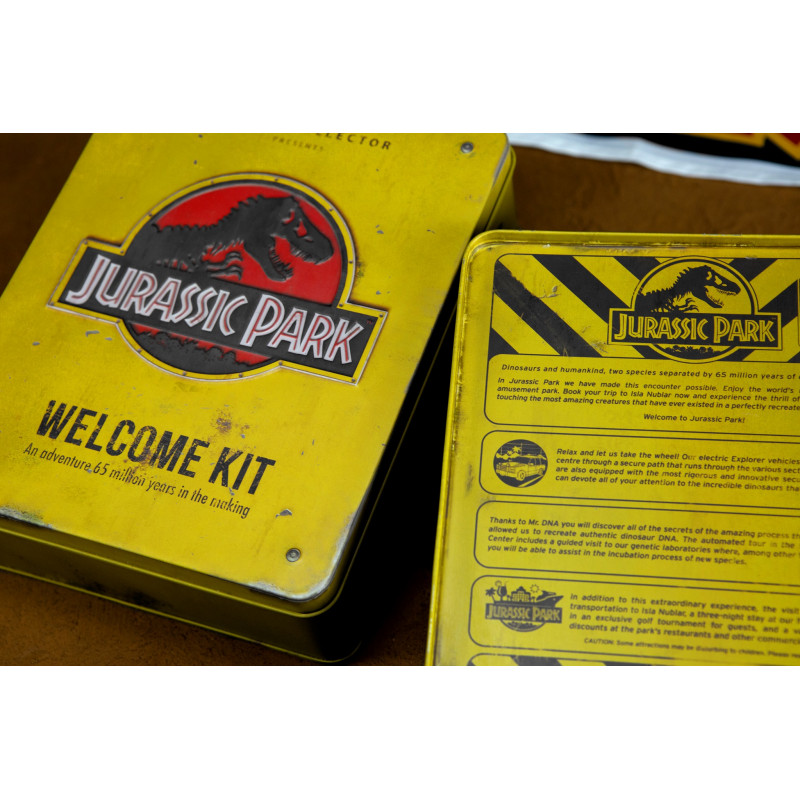 LECTOR
PRESENTS
JURASSIC PARK
WELCOME KIT
An adventure 65 million years in the making
JURASSIC PARK
Dinosaurs and humankind, two species separated by 65 million years of
In Jurassic Park we have made this encounter possible. Enjoy the world's
amusement park. Book your trip to Isla Nublar now and experience the thrill of
touching the most amazing creatures that have ever existed in a perfectly recreate
Welcome to Jurassic Park!
Relax and let us take the wheel! Our electric Explorer vehicles
centre through a secure path that runs through the various sect
are also equipped with the most rigorous and innovative secu
can devote all of your attention to the incredible dinosaurs tha
Thanks to Mr. DNA you will discover all of the secrets of the amazing process th
allowed us to recreate authentic dinosaur DNA. The automated tour in the
Center includes a guided visit to our genetic laboratories where, among other
you will be able to assist in the incubation process of new species.
JURASSIC PARK
In addition to this extraordinary experience, the visit
transportation to Isla Nublar, a three-night stay at our
in an exclusive golf tournament for guests, and a v
discounts at the park's restaurants and other commerc
CAUTION: Some attractions may be disturbing to children. Please rea